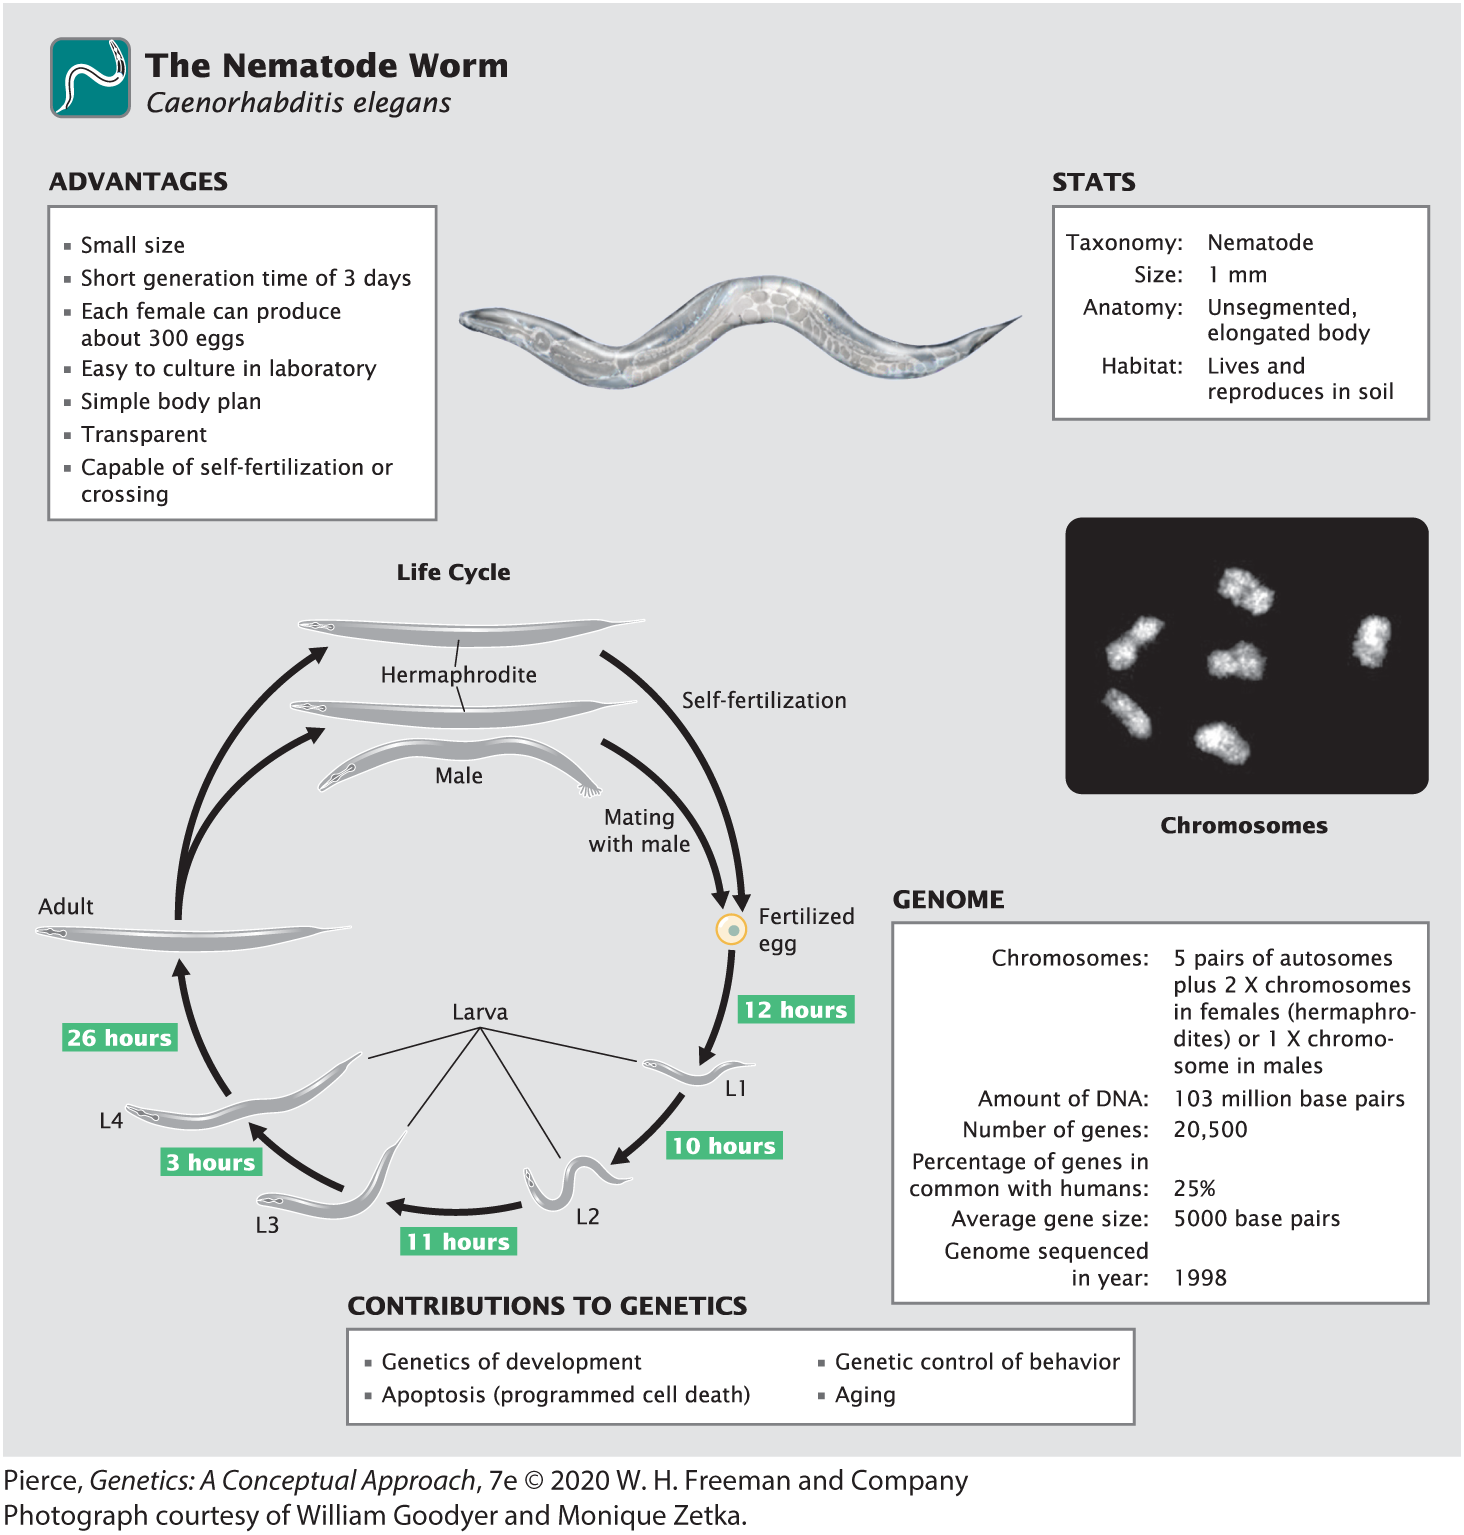 The Nematode Worm
Caenorhabditis elegans
ADVANTAGES
▪ Small size
▪ Short generation time of 3 days
▪ Each female can produce
about 300 eggs
▪ Easy to culture in laboratory
▪ Simple body plan
▪ Transparent
▪ Capable of self-fertilization or
crossing
STATS
Taxonomy: Nematode
Size: 1 mm
Anatomy: Unsegmented,
elongated body
Habitat: Lives and
reproduces in soil
Life Cycle
Hermaphrodite
Self-fertilization
Male
Mating
with male
Adult
Fertilized
egg
12 hours
Larva
26 hours
L1
L4
10 hours
3 hours
L2
L3
11 hours
Chromosomes
GENOME
Chromosomes: 5 pairs of autosomes
plus 2 X chromosomes
in females (hermaphro-
dites) or 1 X chromo-
some in males
Amount of DNA: 103 million base pairs
Number of genes: 20,500
Percentage of genes in
common with humans: 25%
Average gene size: 5000 base pairs
Genome sequenced
in year: 1998
CONTRIBUTIONS TO GENETICS
▪ Genetics of development
▪ Apoptosis (programmed cell death)
▪ Genetic control of behavior
▪ Aging
Pierce, Genetics: A Conceptual Approach, 7e © 2020 W. H. Freeman and Company
Photograph courtesy of William Goodyer and Monique Zetka.